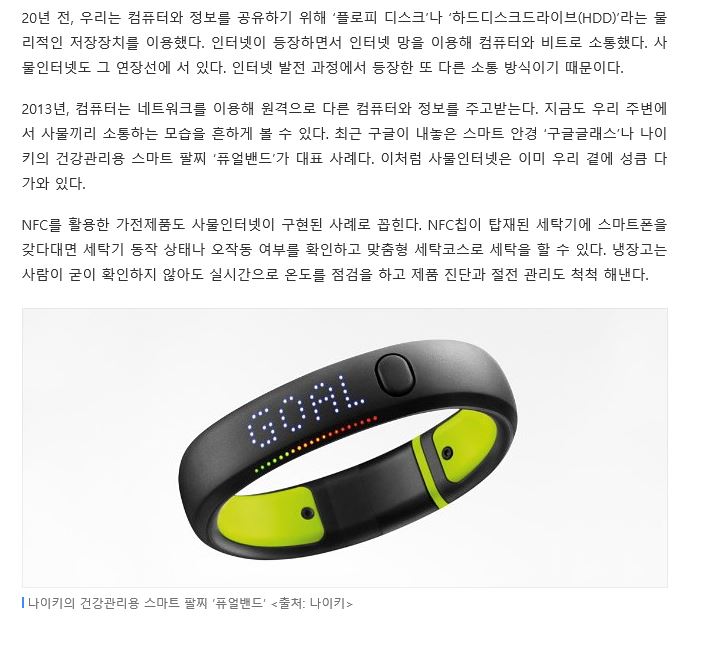 20년 전, 우리는 컴퓨터와 정보를 공유하기 위해 ‘플로피 디스크’나 ‘하드디스크드라이브(HDD)’라는 물
리적인 저장장치를 이용했다. 인터넷이 등장하면서 인터넷 망을 이용해 컴퓨터와 비트로 소통했다. 사
물인터넷도 그 연장선에 서 있다. 인터넷 발전 과정에서 등장한 또 다른 소통 방식이기 때문이다.
2013년, 컴퓨터는 네트워크를 이용해 원격으로 다른 컴퓨터와 정보를 주고받는다. 지금도 우리 주변에
서 사물끼리 소통하는 모습을 흔하게 볼 수 있다. 최근 구글이 내놓은 스마트 안경 ‘구글글래스’나 나이
키의 건강관리용 스마트 팔찌 ‘퓨얼밴드’가 대표 사례다. 이처럼 사물인터넷은 이미 우리 곁에 성큼 다
가와 있다.
NFC를 활용한 가전제품도 사물인터넷이 구현된 사례로 꼽힌다. NFC칩이 탑재된 세탁기에 스마트폰을
갖다대면 세탁기 동작 상태나 오작동 여부를 확인하고 맞춤형 세탁코스로 세탁을 할 수 있다. 냉장고는
사람이 굳이 확인하지 않아도 실시간으로 온도를 점검을 하고 제품 진단과 절전 관리도 척척 해낸다.
GOAL
나이키의 건강관리용 스마트 팔찌 ‘퓨얼밴드’ <출처: 나이키>